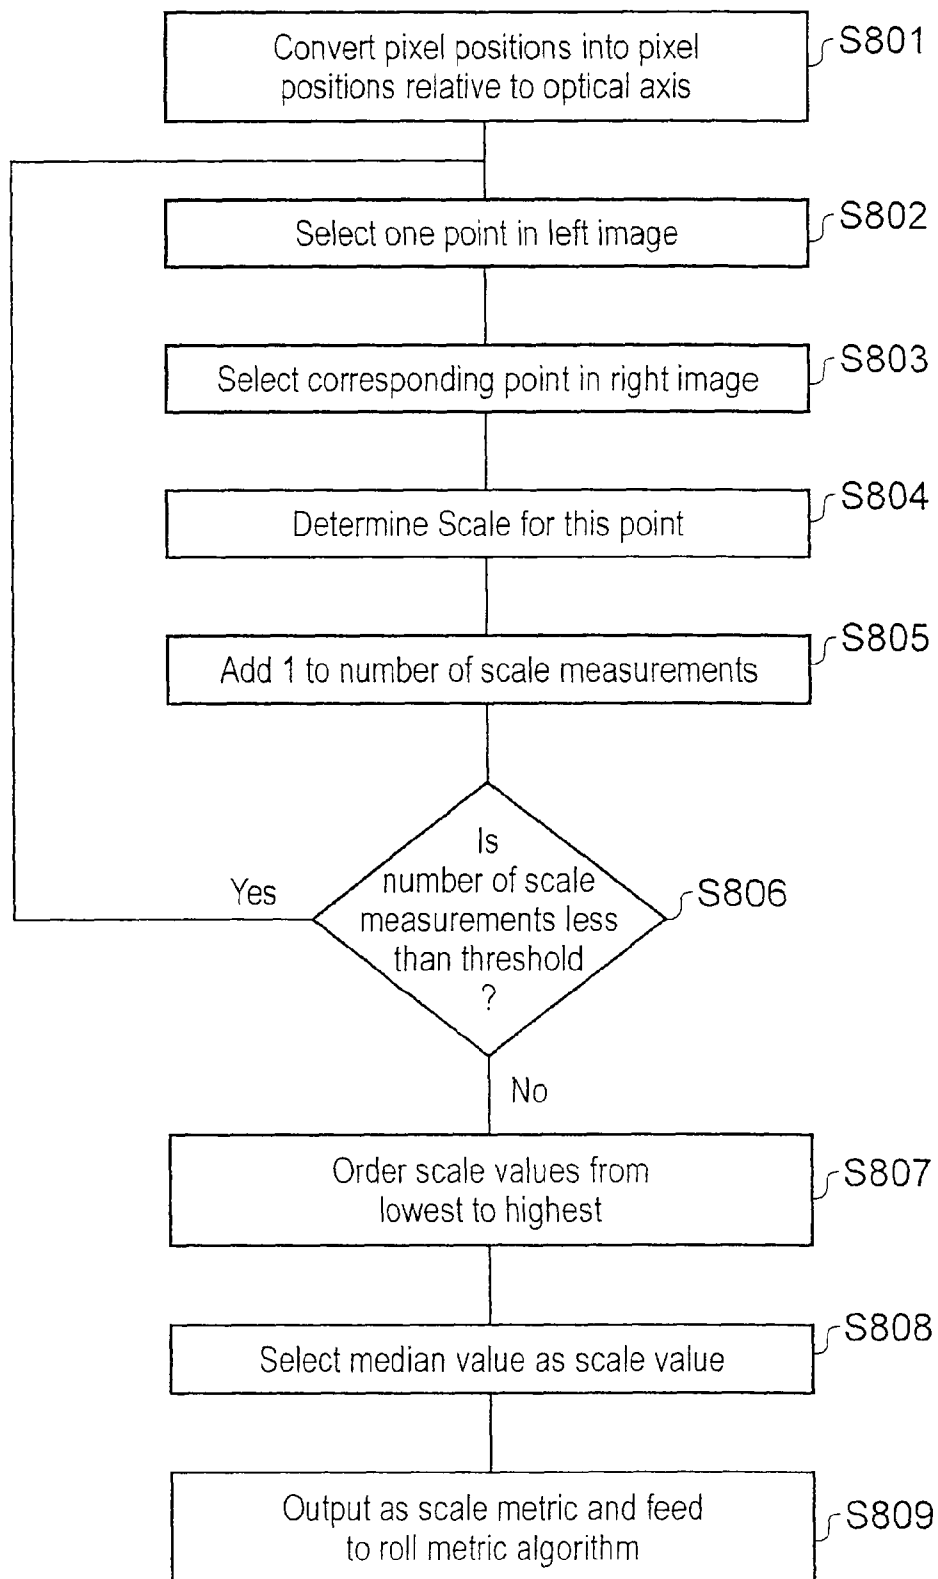 Convert pixel positions into pixel
positions relative to optical axis
S801
Select one point in left image
S802
Select corresponding point in right image
S803
Determine Scale for this point
S804
Add 1 to number of scale measurements
S805
Is
number of scale
measurements less
than threshold
?
S806
Yes
No
Order scale values from
lowest to highest
S807
Select median value as scale value
S808
Output as scale metric and feed
to roll metric algorithm
S809